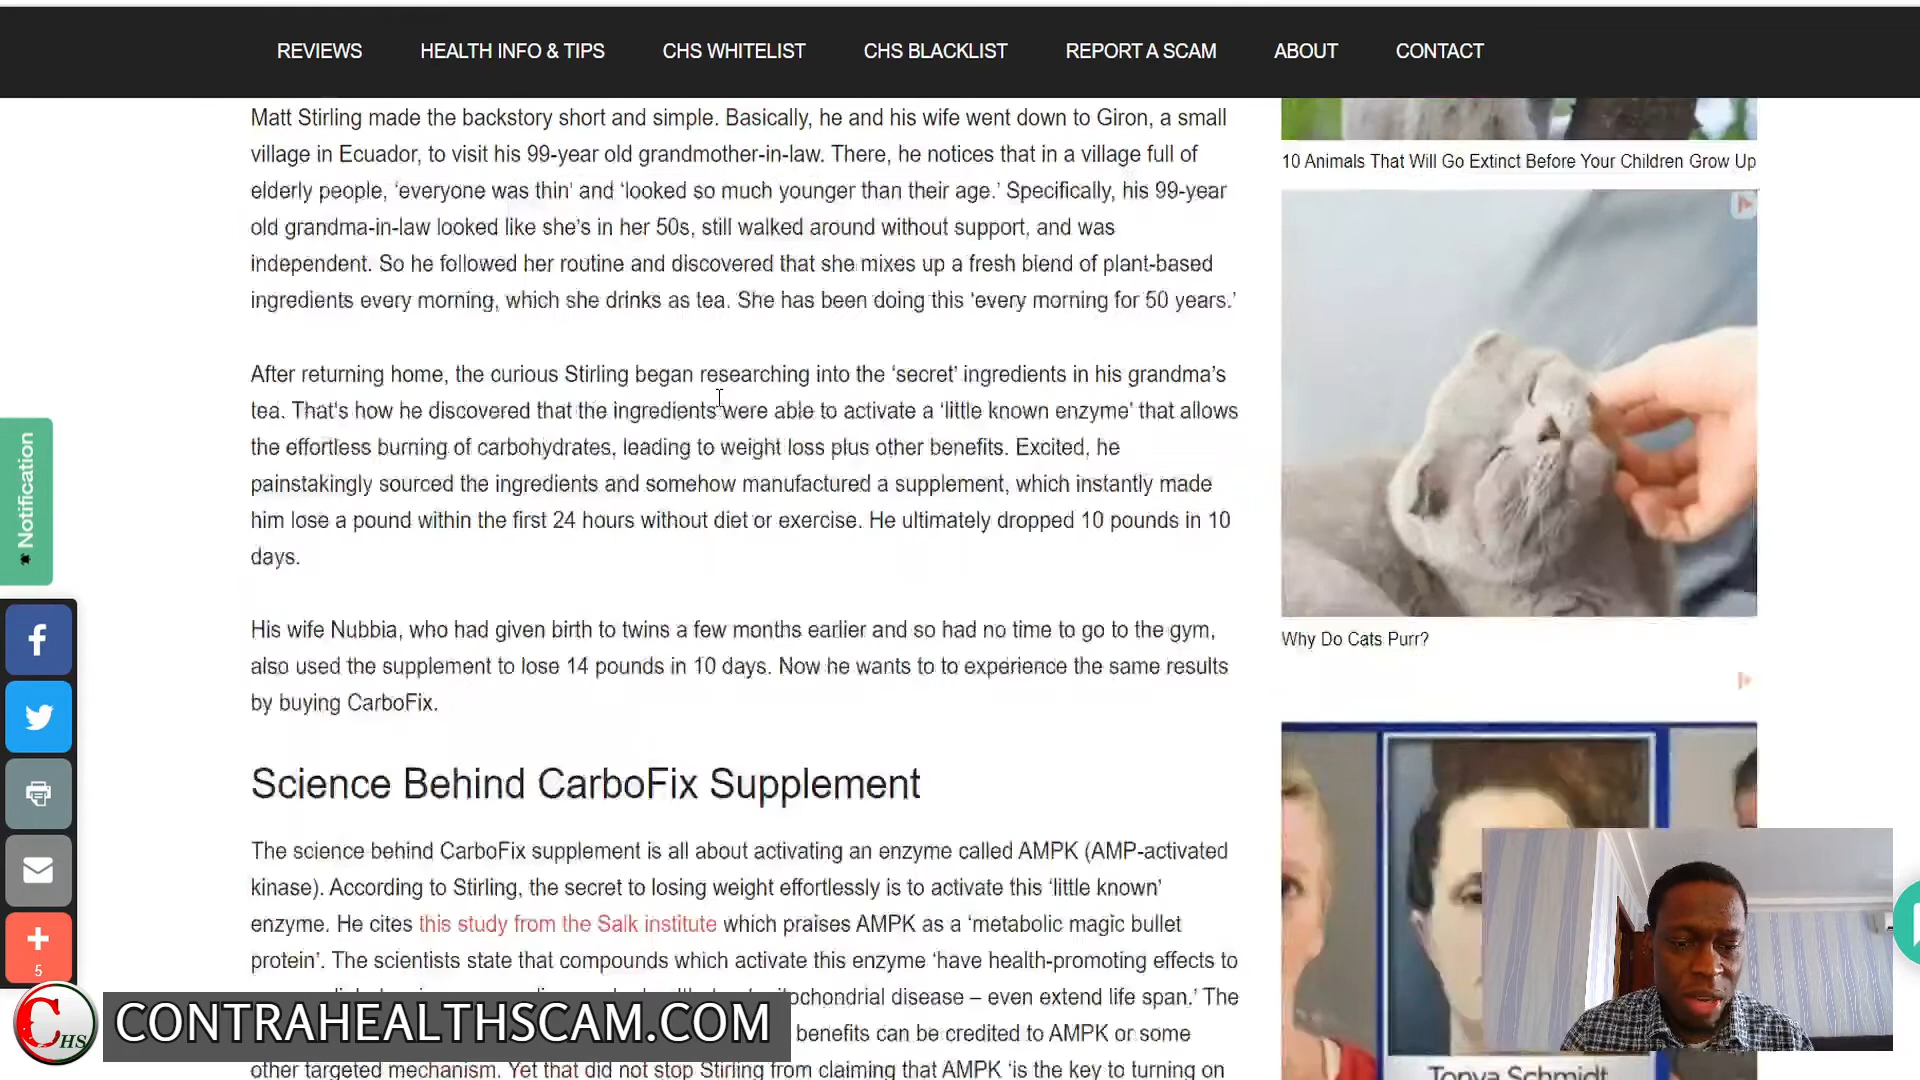 REVIEWS HEALTH INFO & TIPS CHS WHITELIST CHS BLACKLIST REPORT A SCAM ABOUT CONTACT
Matt Stirling made the backstory short and simple. Basically, he and his wife went down to Giron, a small
village in Ecuador, to visit his 99-year old grandmother-in-law. There, he notices that in a village full of
elderly people, ‘everyone was thin’ and ‘looked so much younger than their age.’ Specifically, his 99-year
old grandma-in-law looked like she’s in her 50s, still walked around without support, and was
independent. So he followed her routine and discovered that she mixes up a fresh blend of plant-based
ingredients every morning, which she drinks as tea. She has been doing this ‘every morning for 50 years.’
After returning home, the curious Stirling began researching into the ‘secret’ ingredients in his grandma’s
tea. That’s how he discovered that the ingredients were able to activate a ‘little known enzyme’ that allows
the effortless burning of carbohydrates, leading to weight loss plus other benefits. Excited, he
painstakingly sourced the ingredients and somehow manufactured a supplement, which instantly made
him lose a pound within the first 24 hours without diet or exercise. He ultimately dropped 10 pounds in 10
days.
His wife Nubbia, who had given birth to twins a few months earlier and so had no time to go to the gym,
also used the supplement to lose 14 pounds in 10 days. Now he wants to to experience the same results
by buying CarboFix.
Science Behind CarboFix Supplement
The science behind CarboFix supplement is all about activating an enzyme called AMPK (AMP-activated
kinase). According to Stirling, the secret to losing weight effortlessly is to activate this ‘little known’
enzyme. He cites this study from the Salk institute which praises AMPK as a ‘metabolic magic bullet
protein’. The scientists state that compounds which activate this enzyme ‘have health-promoting effects to
disease – even extend life span.’ The
benefits can be credited to AMPK or some
other targeted mechanism. Yet that did not stop Stirling from claiming that AMPK ‘is the key to turning on
10 Animals That Will Go Extinct Before Your Children Grow Up
Why Do Cats Purr?
Tonya Schmidt
Notification
5
CHS
CONTRAHEALTHSCAM.COM